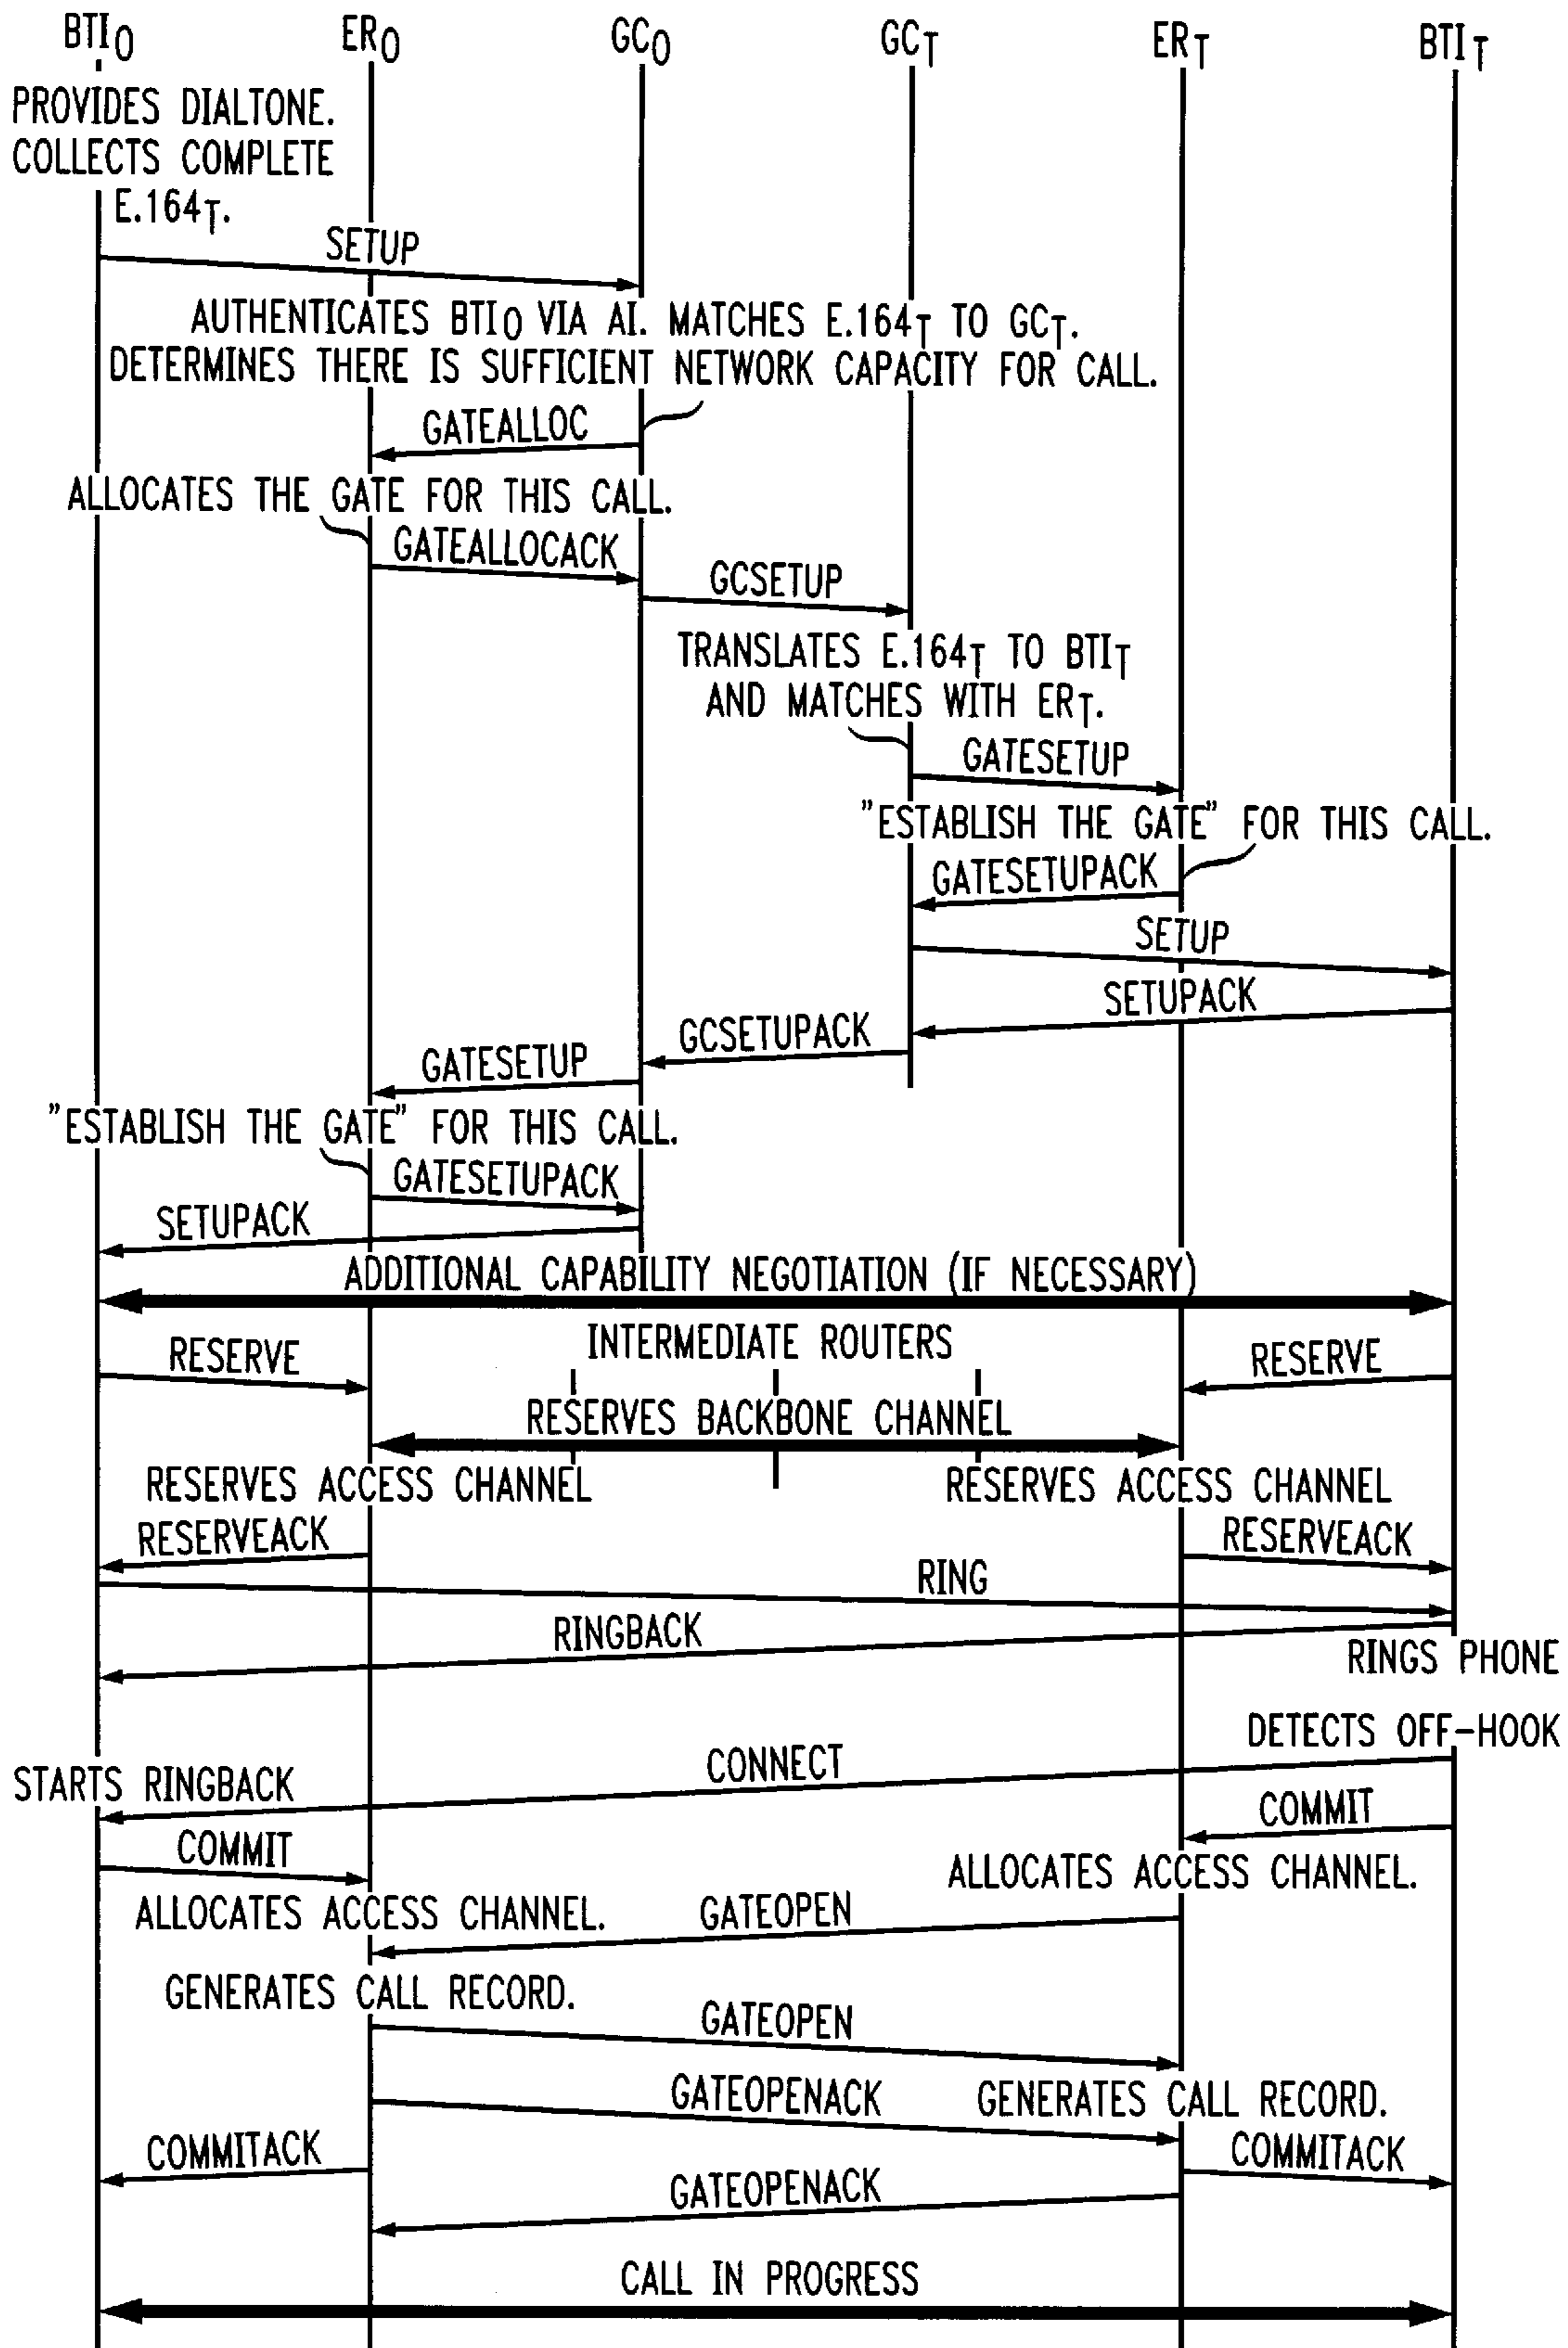 BTIO ERO GCO GCT ERT BTIT
PROVIDES DIALTONE.
COLLECTS COMPLETE
E.164T.
SETUP
AUTHENTICATES BTIO VIA AI. MATCHES E.164T TO GCT.
DETERMINES THERE IS SUFFICIENT NETWORK CAPACITY FOR CALL.
GATEALLOC
ALLOCATES THE GATE FOR THIS CALL.
GATEALLOCACK
GCSETUP
TRANSLATES E.164T TO BTIT
AND MATCHES WITH ERT.
GATESETUP
"ESTABLISH THE GATE" FOR THIS CALL.
GATESETUPACK
SETUP
SETUPACK
GCSETUPACK
GATESETUP
"ESTABLISH THE GATE" FOR THIS CALL.
GATESETUPACK
SETUPACK
ADDITIONAL CAPABILITY NEGOTIATION (IF NECESSARY)
INTERMEDIATE ROUTERS
RESERVE RESERVE
RESERVES BACKBONE CHANNEL
RESERVES ACCESS CHANNEL RESERVES ACCESS CHANNEL
RESERVEACK RESERVEACK
RING
RINGBACK
RINGS PHONE
DETECTS OFF-HOOK
CONNECT
STARTS RINGBACK
COMMIT
COMMIT
ALLOCATES ACCESS CHANNEL.
ALLOCATES ACCESS CHANNEL. GATEOPEN
GENERATES CALL RECORD.
GATEOPEN
GATEOPENACK GENERATES CALL RECORD.
COMMITACK COMMITACK
GATEOPENACK
CALL IN PROGRESS